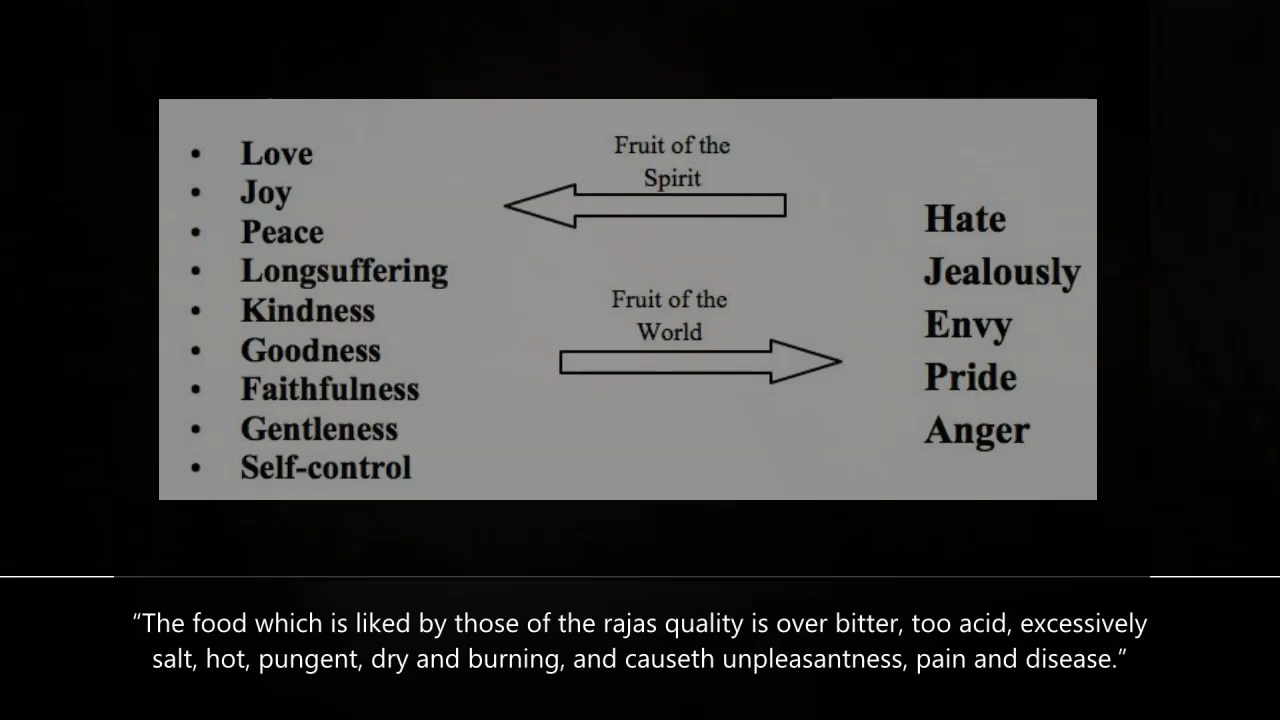 • Love
• Joy
• Peace
• Longsuffering
• Kindness
• Goodness
• Faithfulness
• Gentleness
• Self-control
Fruit of the
Spirit
Fruit of the
World
Hate
Jealously
Envy
Pride
Anger
“The food which is liked by those of the rajas quality is over bitter, too acid, excessively
salt, hot, pungent, dry and burning, and causeth unpleasantness, pain and disease.”